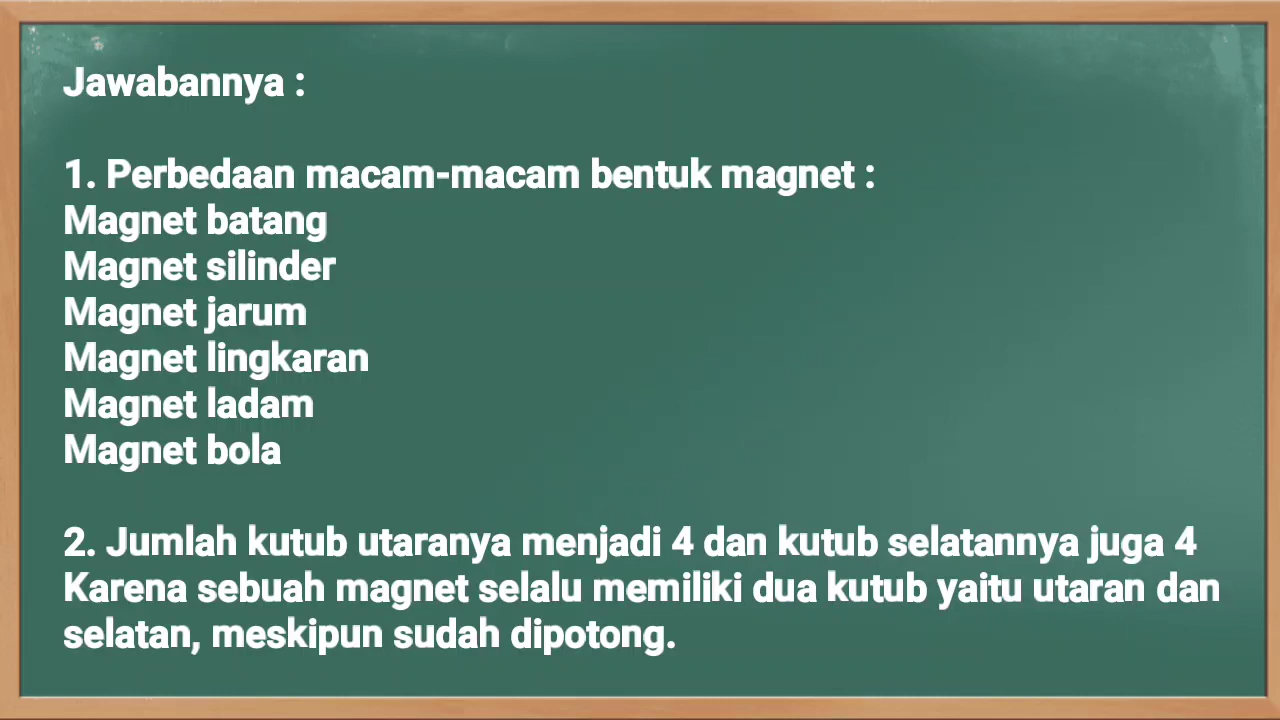 Jawabannya :
1. Perbedaan macam-macam bentuk magnet :
Magnet batang
Magnet silinder
Magnet jarum
Magnet lingkaran
Magnet ladam
Magnet bola
2. Jumlah kutub utaranya menjadi 4 dan kutub selatannya juga 4
Karena sebuah magnet selalu memiliki dua kutub yaitu utaran dan
selatan, meskipun sudah dipotong.